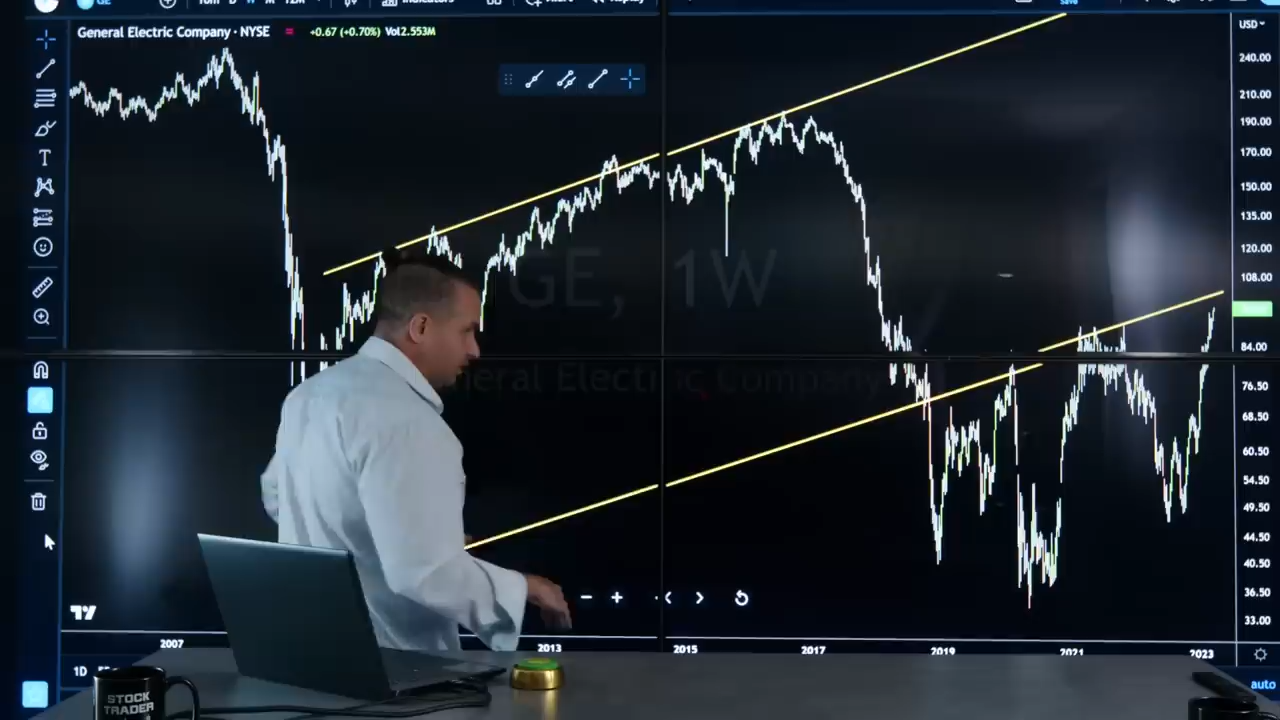 GE
General Electric Company · NYSE = +0.67 (+0.70%) Vol2.553M
USD
240.00
210.00
190.00
170.00
150.00
135.00
120.00
108.00
84.00
76.50
68.50
60.50
54.50
49.50
44.50
40.50
36.50
33.00
GE, 1W
General Electric Company
2007
2013
2015
2017
2019
2021
2023
1D
auto
STOCK
TRADER